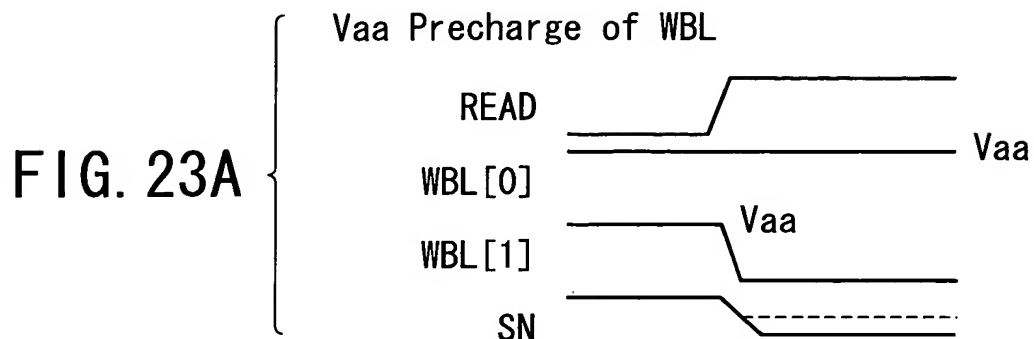 FIG. 23A
Vaa Precharge of WBL
READ
Vaa
WBL[0]
Vaa
WBL[1]
SN